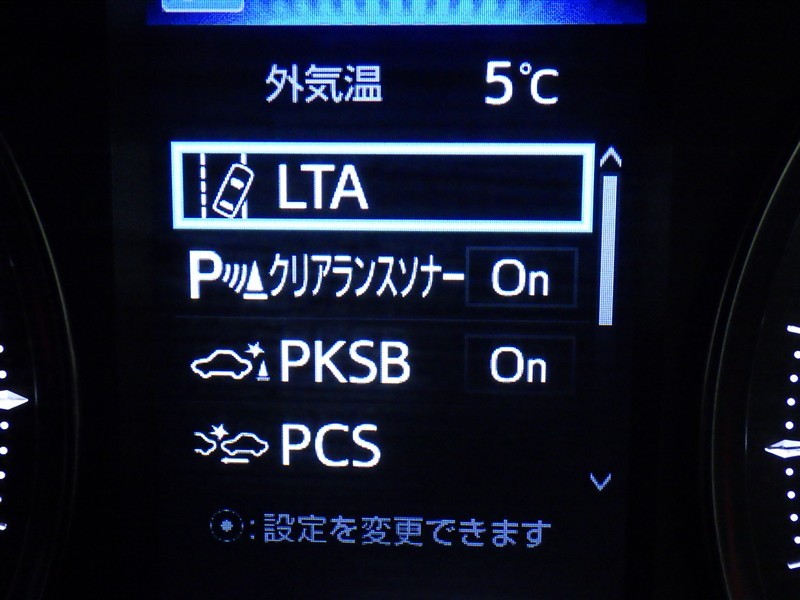 外気温 5℃
LTA
Pクリアランスソナー On
PKSB On
PCS
:設定を変更できます